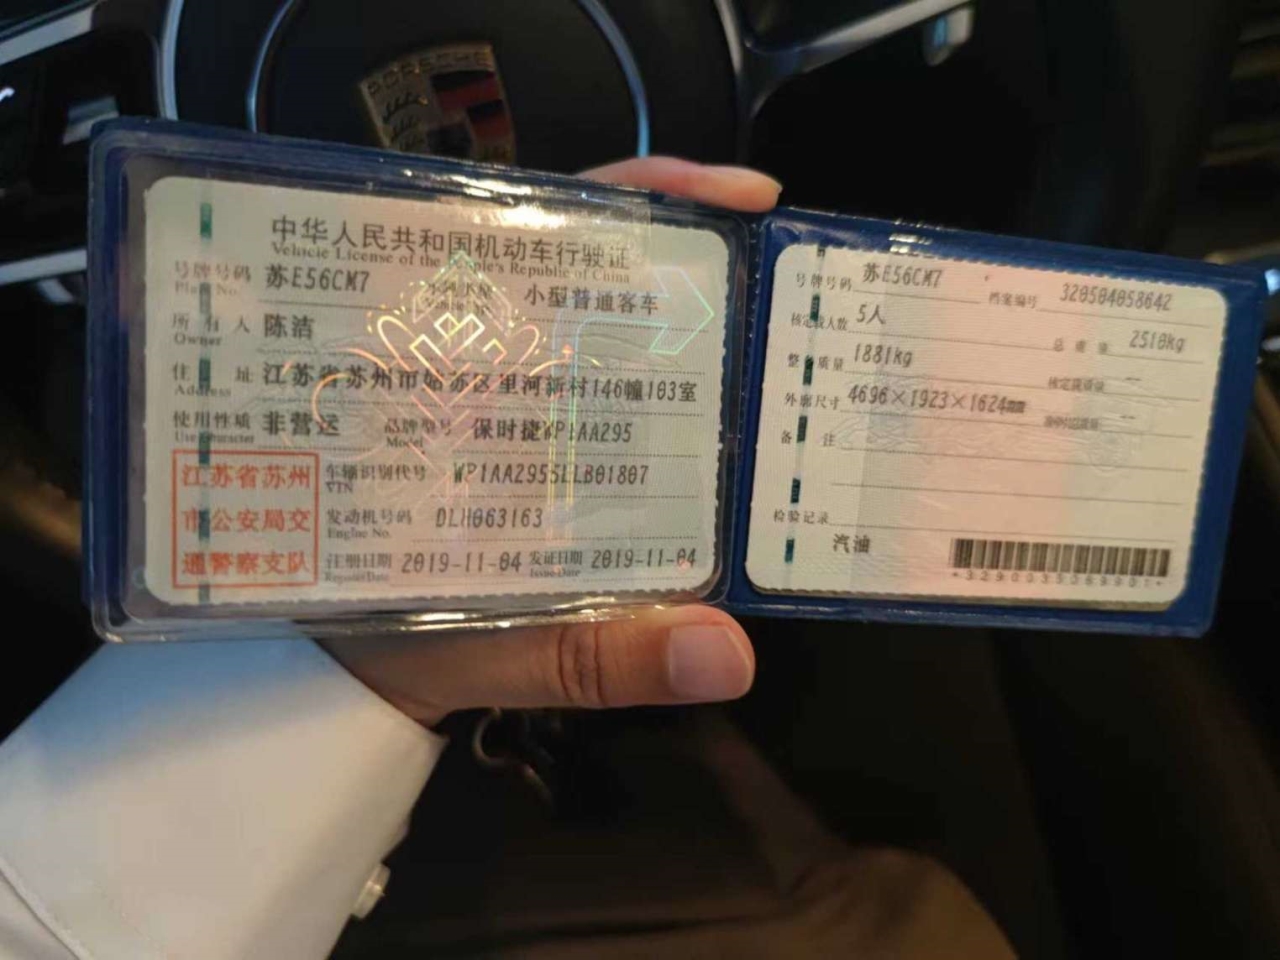 PORSCHE
中华人民共和国机动车行驶证
Vehicle License of the People's Republic of China
号牌号码 苏E56CM7 小型普通客车
Plate No.
所有人 陈洁
Owner
住址 江苏省苏州市姑苏区里河新村146幢103室
Address
使用性质 非营运 品牌型号 保时捷WP1AA295
Use Character Model
江苏省苏州
市公安局交
通警察支队
车辆识别代号 WP1AA2955LLB01807
VIN
发动机号码 DLH063163
Engine No.
注册日期 2019-11-04 发证日期 2019-11-04
Register Date Issue Date
号牌号码 苏E56CM7 档案编号 320504058642
核定载人数 5人 总质量 2510kg
整备质量 1881kg 核定载质量 --
外廓尺寸 4696×1923×1624mm --
备注
检验记录
汽油
*3290035069901*